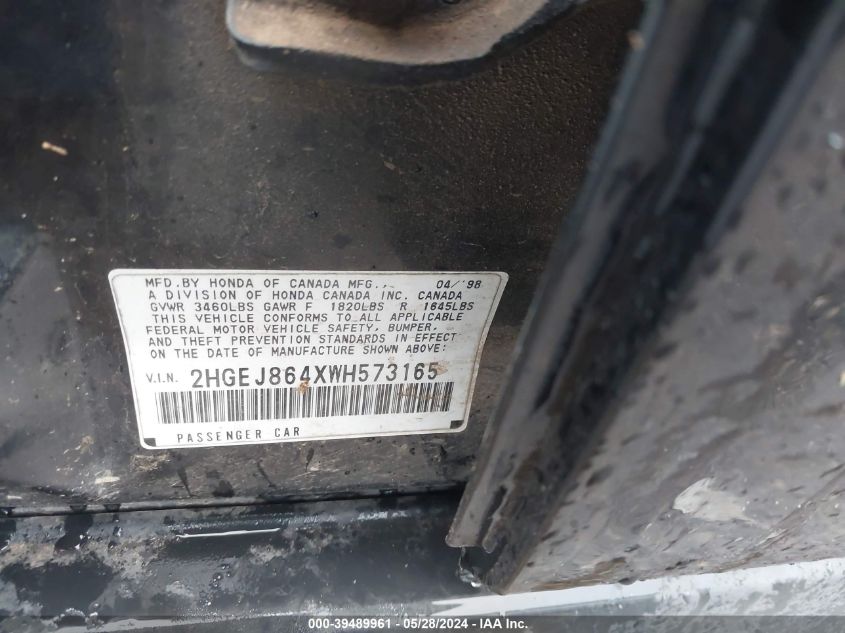 MFD.BY HONDA OF CANADA MFG., 04/'98
A DIVISION OF HONDA CANADA INC. CANADA
GVWR 3460LBS GAWR F 1820LBS R 1645LBS
THIS VEHICLE CONFORMS TO ALL APPLICABLE
FEDERAL MOTOR VEHICLE SAFETY, BUMPER,
AND THEFT PREVENTION STANDARDS IN EFFECT
ON THE DATE OF MANUFACTURE SHOWN ABOVE:
V.I.N. 2HGEJ864XWH573165
PASSENGER CAR
000-39489961 - 05/28/2024 - IAA.